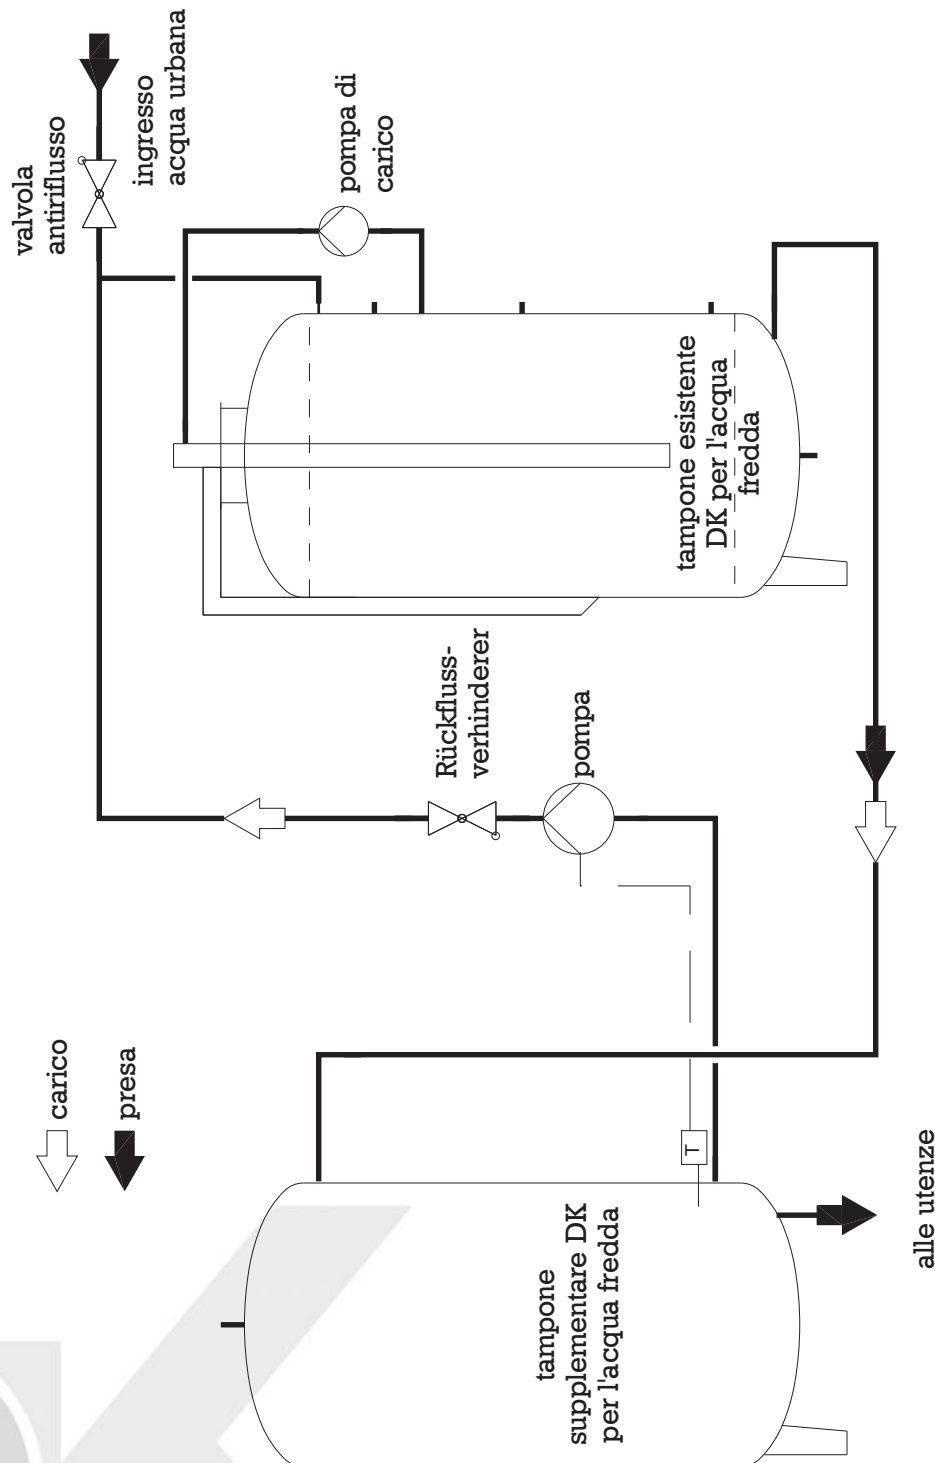 valvola
antiriflusso
ingresso
acqua urbana
pompa di
carico
tampone esistente
DK per l'acqua
fredda
Rückfluss-
verhinderer
pompa
carico
presa
T
tampone
supplementare DK
per l'acqua fredda
alle utenze